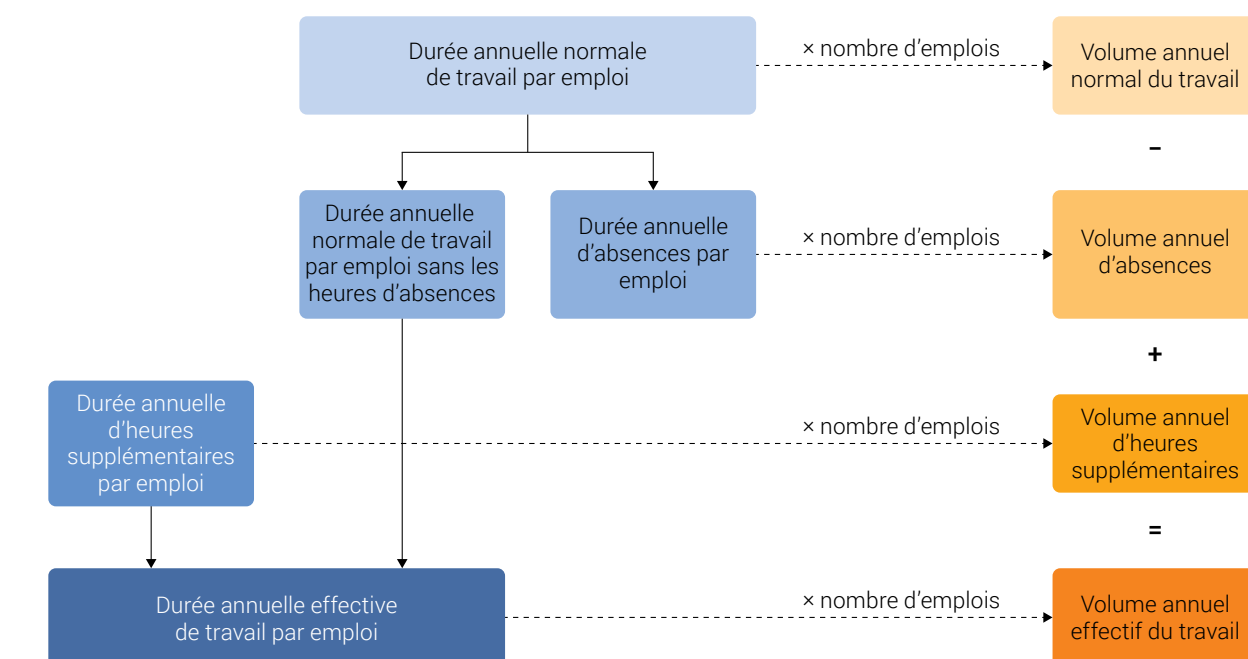 Durée annuelle normale
de travail par emploi
× nombre d'emplois
Volume annuel
normal du travail
–
Durée annuelle
normale de travail
par emploi sans les
heures d'absences
Durée annuelle
d'absences par
emploi
× nombre d'emplois
Volume annuel
d'absences
+
Durée annuelle
d'heures
supplémentaires
par emploi
× nombre d'emplois
Volume annuel
d'heures
supplémentaires
=
Durée annuelle effective
de travail par emploi
× nombre d'emplois
Volume annuel
effectif du travail